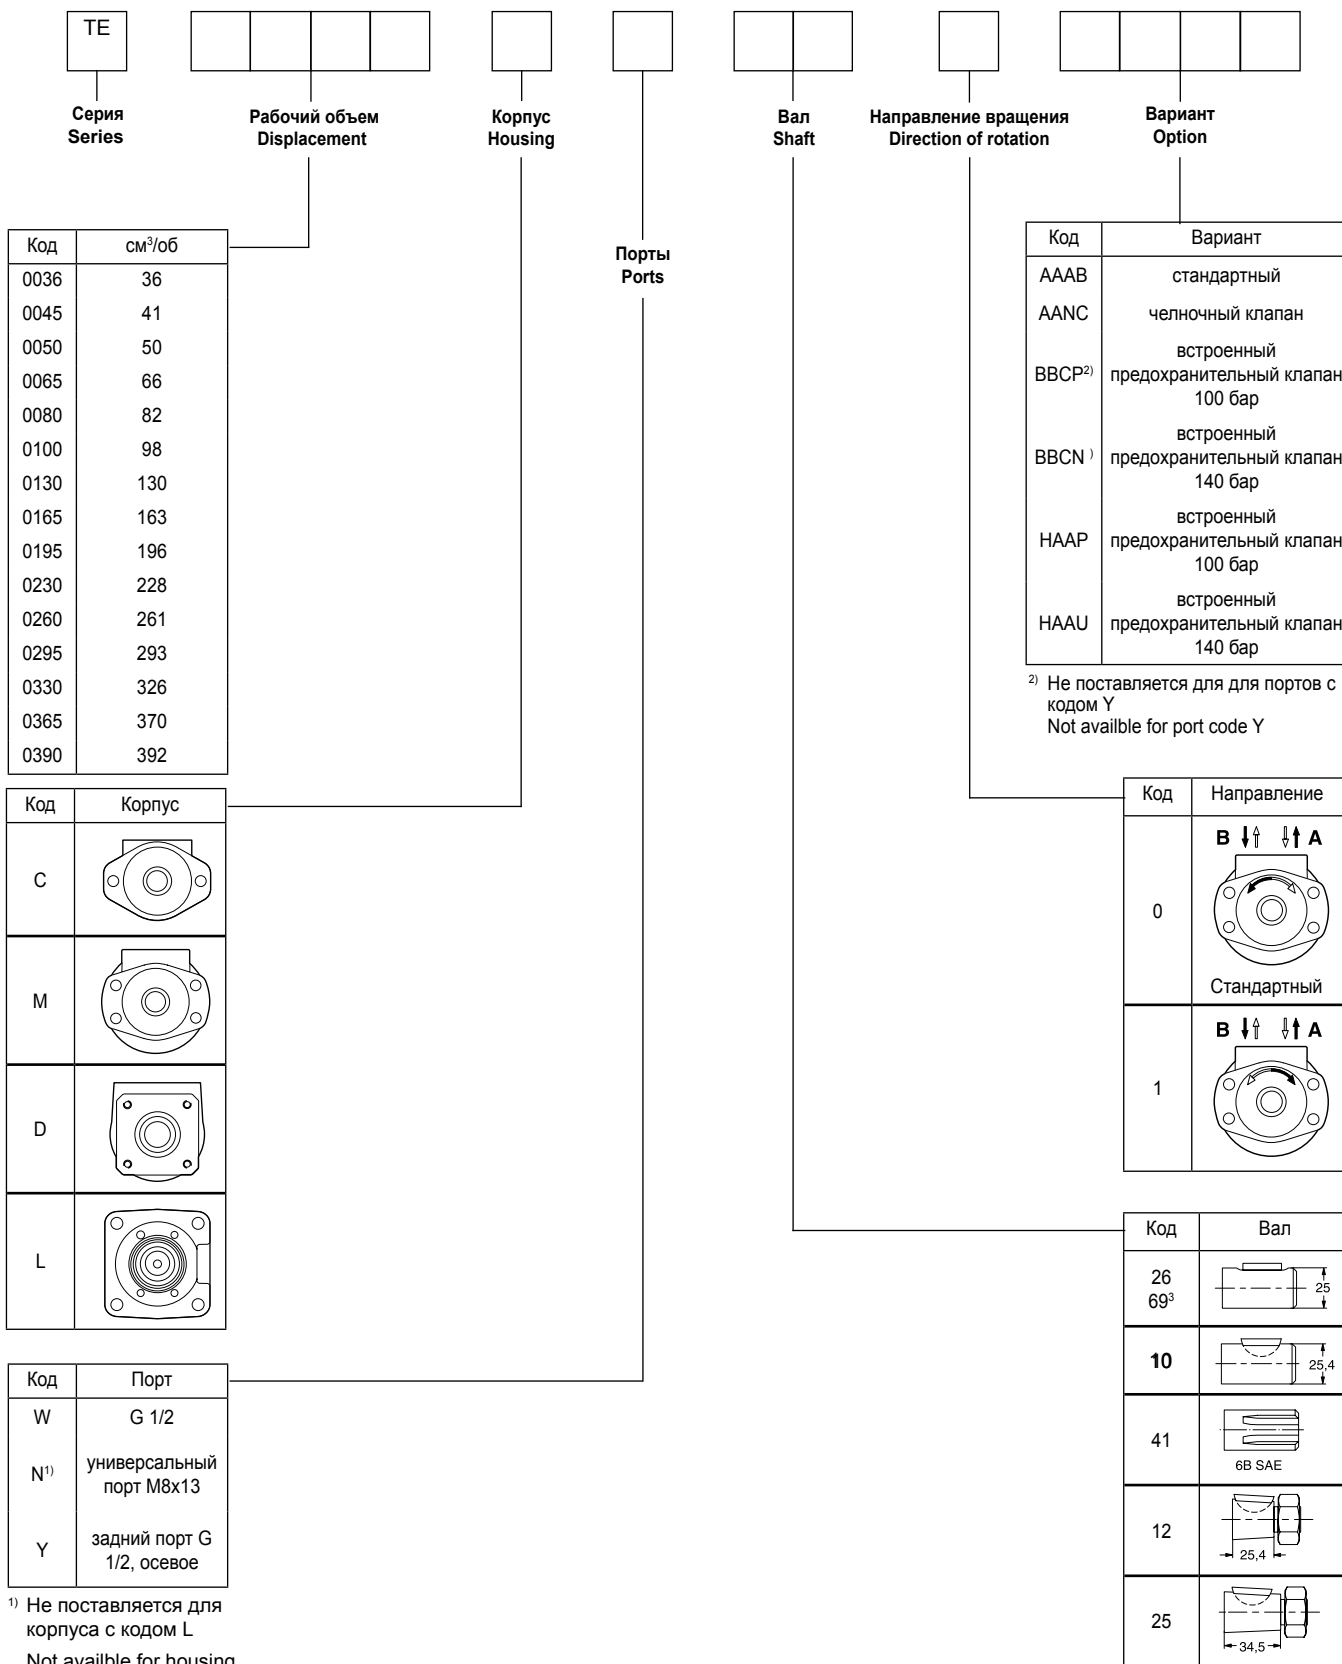 TE
Серия
Series
Рабочий объем
Displacement
Корпус
Housing
Порты
Ports
Вал
Shaft
Направление вращения
Direction of rotation
Вариант
Option
Код см³/об
0036 36
0045 41
0050 50
0065 66
0080 82
0100 98
0130 130
0165 163
0195 196
0230 228
0260 261
0295 293
0330 326
0365 370
0390 392
Код Корпус
C
M
D
L
Код Порт
W G 1/2
N¹⁾ универсальный
порт M8x13
Y задний порт G
1/2, осевое
¹⁾ Не поставляется для
корпуса с кодом L
Not availble for housing
Код Вариант
AAAB стандартный
AANC челночный клапан
BBCP²⁾ встроенный
предохранительный клапан
100 бар
BBCN ⁾ встроенный
предохранительный клапан
140 бар
HAAP встроенный
предохранительный клапан
100 бар
HAAU встроенный
предохранительный клапан
140 бар
²⁾ Не поставляется для для портов с
кодом Y
Not availble for port code Y
Код Направление
0
B A
Стандартный
1
B A
Код Вал
26
69³
25
10
25,4
41
6B SAE
12
25,4
25
34,5